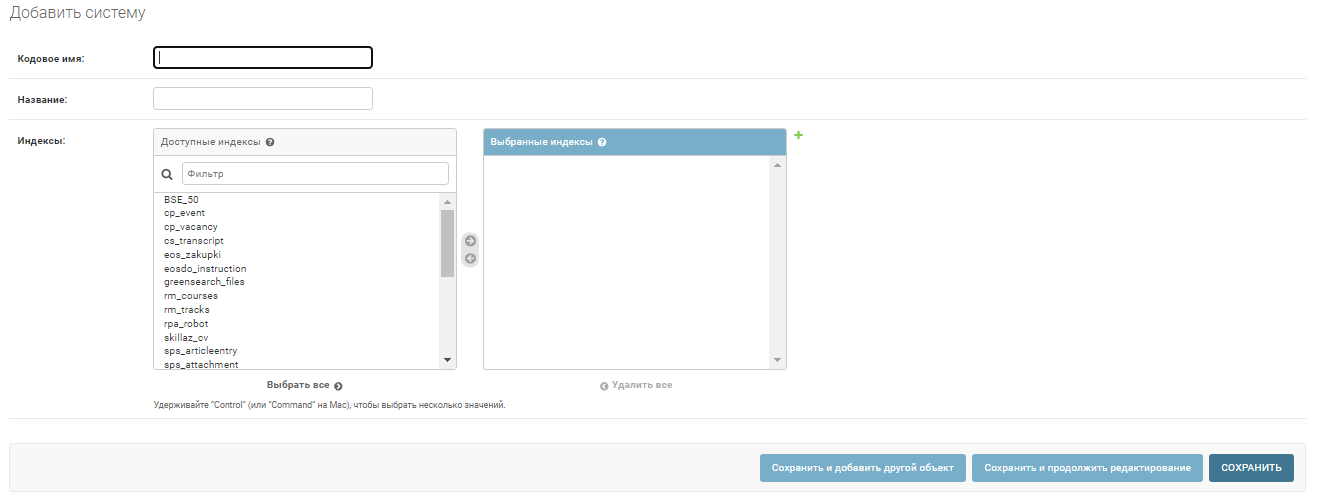 Добавить систему
Кодовое имя:
Название:
Индексы:
Доступные индексы
Фильтр
BSE_50
cp_event
cp_vacancy
cs_transcript
eos_zakupki
eosdo_instruction
greensearch_files
rm_courses
rm_tracks
rpa_robot
skillaz_cv
sps_articleentry
sps_attachment
Выбрать все
Выбранные индексы
Удалить все
Удерживайте "Control" (или "Command" на Mac), чтобы выбрать несколько значений.
Сохранить и добавить другой объект
Сохранить и продолжить редактирование
СОХРАНИТЬ